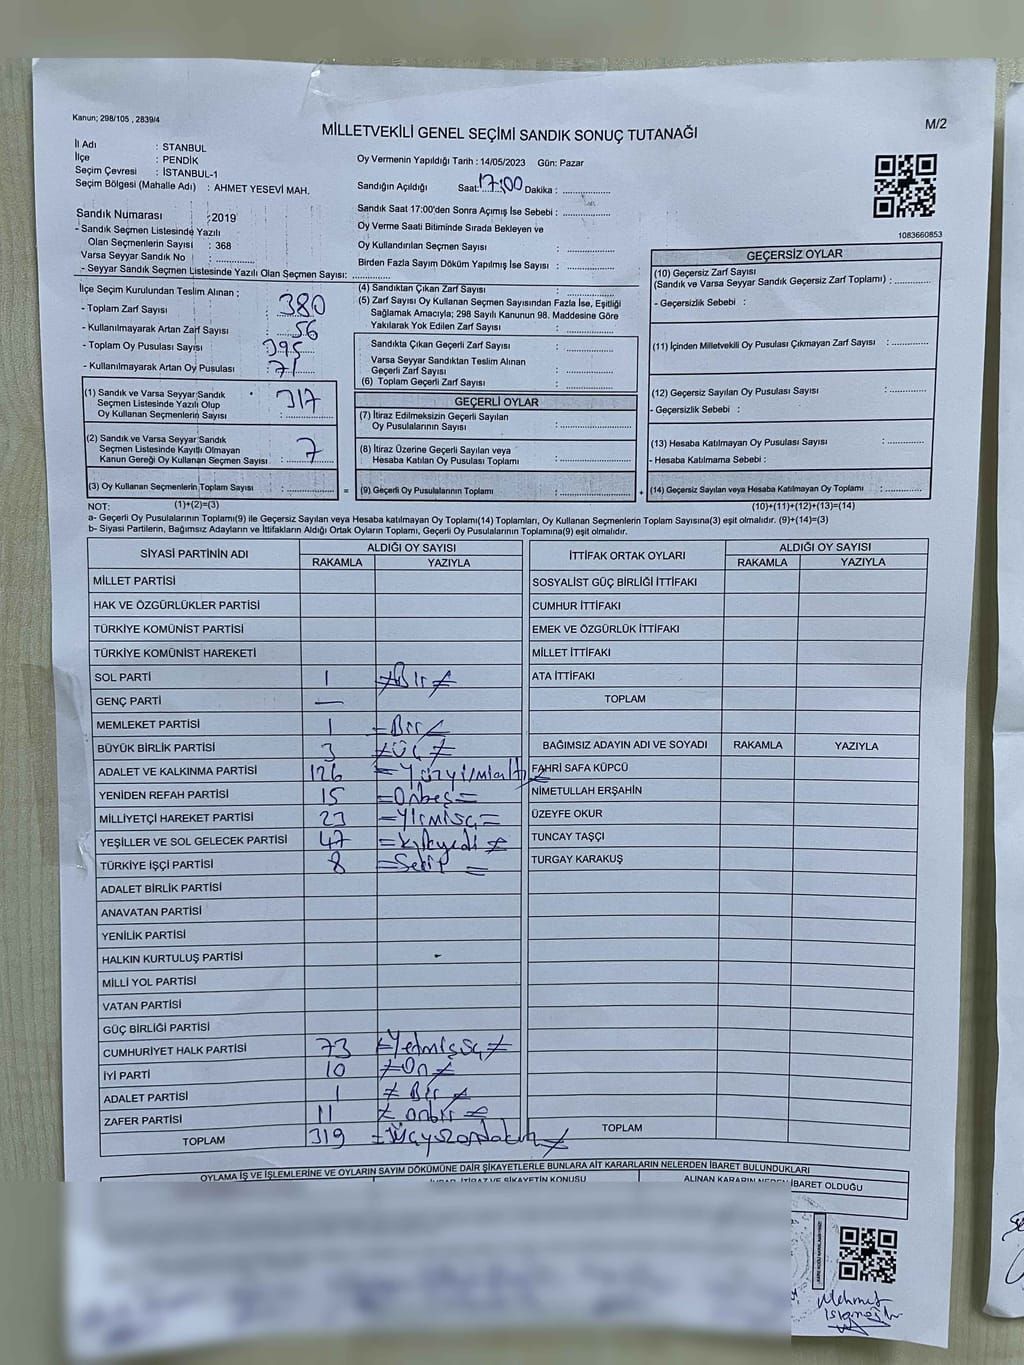 Kanun; 298/105 , 2839/4
MİLLETVEKİLİ GENEL SEÇİMİ SANDIK SONUÇ TUTANAĞI
M/2
İl Adı : STANBUL
İlçe : PENDİK
Seçim Çevresi : İSTANBUL-1
Seçim Bölgesi (Mahalle Adı) : AHMET YESEVİ MAH.
Oy Vermenin Yapıldığı Tarih : 14/05/2023 Gün: Pazar
Sandığın Açıldığı Saat: 17:00 Dakika : ..............
Sandık Saat 17:00'den Sonra Açımış İse Sebebi : ..............
Oy Verme Saati Bitiminde Sırada Bekleyen ve
Oy Kullandırılan Seçmen Sayısı : ..............
Birden Fazla Sayım Döküm Yapılmış İse Sayısı : ..............
1083660853
Sandık Numarası : 2019
- Sandık Seçmen Listesinde Yazılı
Olan Seçmenlerin Sayısı : 368
Varsa Seyyar Sandık No : ..............
- Seyyar Sandık Seçmen Listesinde Yazılı Olan Seçmen Sayısı: ..............
İlçe Seçim Kurulundan Teslim Alınan ;
- Toplam Zarf Sayısı : 380
- Kullanılmayarak Artan Zarf Sayısı : 56
- Toplam Oy Pusulası Sayısı : 395
- Kullanılmayarak Artan Oy Pusulası : 71
(1) Sandık ve Varsa Seyyar Sandık
Seçmen Listesinde Yazılı Olup
Oy Kullanan Seçmenlerin Sayısı : 317
(2) Sandık ve Varsa Seyyar Sandık
Seçmen Listesinde Kayıtlı Olmayan
Kanun Gereği Oy Kullanan Seçmen Sayısı : 7
(3) Oy Kullanan Seçmenlerin Toplam Sayısı : ..............
(1)+(2)=(3)
(4) Sandıktan Çıkan Zarf Sayısı : ..............
(5) Zarf Sayısı Oy Kullanan Seçmen Sayısından Fazla İse, Eşitliği
Sağlamak Amacıyla; 298 Sayılı Kanunun 98. Maddesine Göre
Yakılarak Yok Edilen Zarf Sayısı : ..............
Sandıkta Çıkan Geçerli Zarf Sayısı : ..............
Varsa Seyyar Sandıktan Teslim Alınan
Geçerli Zarf Sayısı : ..............
(6) Toplam Geçerli Zarf Sayısı : ..............
GEÇERLİ OYLAR
(7) İtiraz Edilmeksizin Geçerli Sayılan
Oy Pusulalarının Sayısı : ..............
(8) İtiraz Üzerine Geçerli Sayılan veya
Hesaba Katılan Oy Pusulası Toplamı : ..............
= (9) Geçerli Oy Pusulalarının Toplamı : ..............
GEÇERSİZ OYLAR
(10) Geçersiz Zarf Sayısı
(Sandık ve Varsa Seyyar Sandık Geçersiz Zarf Toplamı) : ..............
- Geçersizlik Sebebi :
(11) İçinden Milletvekili Oy Pusulası Çıkmayan Zarf Sayısı : ..............
(12) Geçersiz Sayılan Oy Pusulası Sayısı : ..............
- Geçersizlik Sebebi :
(13) Hesaba Katılmayan Oy Pusulası Sayısı : ..............
- Hesaba Katılmama Sebebi :
+ (14) Geçersiz Sayılan veya Hesaba Katılmayan Oy Toplamı : ..............
(10)+(11)+(12)+(13)=(14)
NOT:
a- Geçerli Oy Pusulalarının Toplamı(9) ile Geçersiz Sayılan veya Hesaba katılmayan Oy Toplamı(14) Toplamları, Oy Kullanan Seçmenlerin Toplam Sayısına(3) eşit olmalıdır. (9)+(14)=(3)
b- Siyasi Partilerin, Bağımsız Adayların ve İttifakların Aldığı Ortak Oyların Toplamı, Geçerli Oy Pusulalarının Toplamına(9) eşit olmalıdır.
SİYASİ PARTİNİN ADI ALDIĞI OY SAYISI
RAKAMLA YAZIYLA
MİLLET PARTİSİ
HAK VE ÖZGÜRLÜKLER PARTİSİ
TÜRKİYE KOMÜNİST PARTİSİ
TÜRKİYE KOMÜNİST HAREKETİ
SOL PARTİ 1 =Bir=
GENÇ PARTİ —
MEMLEKET PARTİSİ 1 =Bir=
BÜYÜK BİRLİK PARTİSİ 3 =ÜÇ=
ADALET VE KALKINMA PARTİSİ 126 =Yüzyirmialtı=
YENİDEN REFAH PARTİSİ 15 =Onbeş=
MİLLİYETÇİ HAREKET PARTİSİ 23 =Yirmiüç=
YEŞİLLER VE SOL GELECEK PARTİSİ 47 =Kırkyedi=
TÜRKİYE İŞÇİ PARTİSİ 8 =Sekiz=
ADALET BİRLİK PARTİSİ
ANAVATAN PARTİSİ
YENİLİK PARTİSİ
HALKIN KURTULUŞ PARTİSİ
MİLLİ YOL PARTİSİ
VATAN PARTİSİ
GÜÇ BİRLİĞİ PARTİSİ
CUMHURİYET HALK PARTİSİ 73 =Yetmişüç=
İYİ PARTİ 10 =On=
ADALET PARTİSİ 1 =Bir=
ZAFER PARTİSİ 11 =onbir=
TOPLAM 319 =Üçyüzondokuz=
İTTİFAK ORTAK OYLARI ALDIĞI OY SAYISI
RAKAMLA YAZIYLA
SOSYALİST GÜÇ BİRLİĞİ İTTİFAKI
CUMHUR İTTİFAKI
EMEK VE ÖZGÜRLÜK İTTİFAKI
MİLLET İTTİFAKI
ATA İTTİFAKI
TOPLAM
BAĞIMSIZ ADAYIN ADI VE SOYADI RAKAMLA YAZIYLA
FAHRİ SAFA KÜPCÜ
NİMETULLAH ERŞAHİN
ÜZEYFE OKUR
TUNCAY TAŞÇI
TURGAY KARAKUŞ
TOPLAM
OYLAMA İŞ VE İŞLEMLERİNE VE OYLARIN SAYIM DÖKÜMÜNE DAİR ŞİKAYETLERLE BUNLARA AİT KARARLARIN NELERDEN İBARET BULUNDUKLARI
İTİRAZ VE ŞİKAYETİN KONUSU
ALINAN KARARIN NEDEN İBARET OLDUĞU
Mehmet